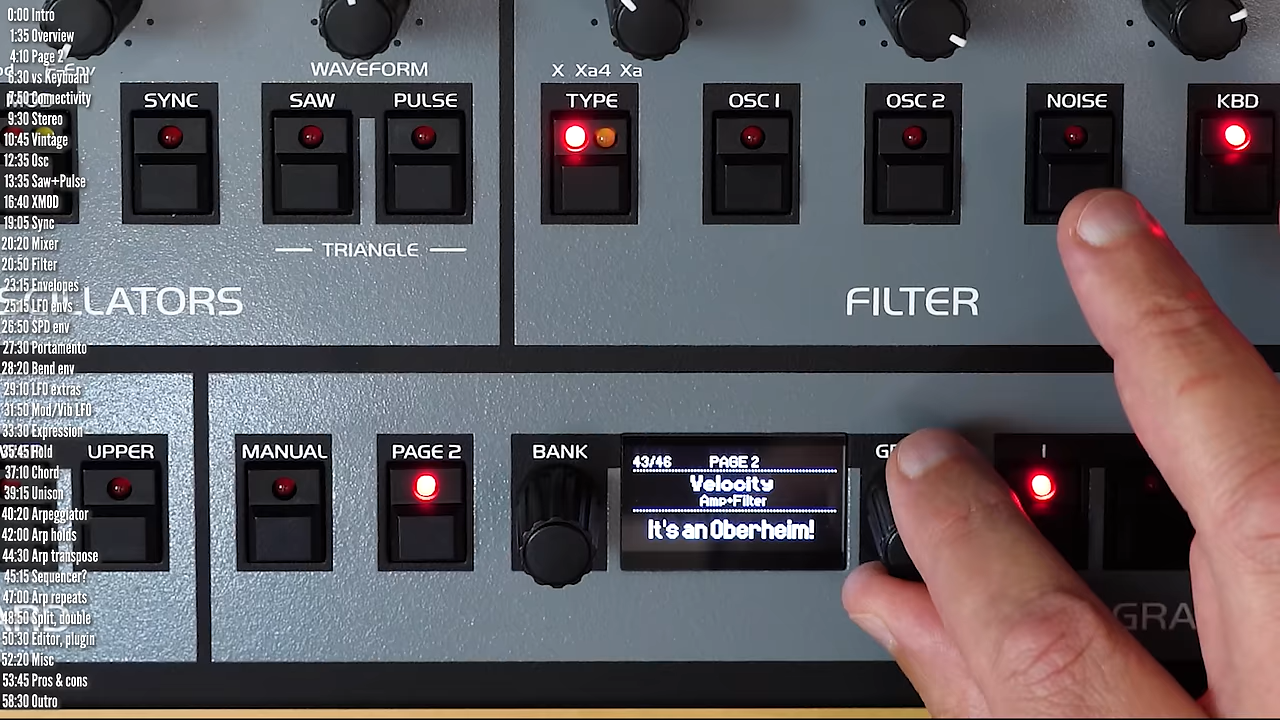 0:00 Intro
1:35 Overview
4:10 Page 2
6:30 vs Keyboard
7:50 Connectivity
9:30 Stereo
10:45 Vintage
12:35 Osc
13:35 Saw+Pulse
16:40 XMOD
19:05 Sync
20:20 Mixer
20:50 Filter
23:15 Envelopes
25:15 LFO envs
26:50 SPD env
27:30 Portamento
28:20 Bend env
29:10 LFO extras
31:50 Mod/Vib LFO
33:30 Expression
35:45 Hold
37:10 Chord
39:15 Unison
40:20 Arpeggiator
42:00 Arp holds
44:30 Arp transpose
45:15 Sequencer?
47:00 Arp repeats
48:50 Split, double
50:30 Editor, plugin
52:20 Misc
53:45 Pros & cons
58:30 Outro
WAVEFORM
X Xa4 Xa
SYNC
SAW
PULSE
TYPE
OSC 1
OSC 2
NOISE
KBD
TRIANGLE
LLATORS
FILTER
UPPER
MANUAL
PAGE 2
BANK
43/46 PAGE 2
Velocity
Amp+Filter
It's an Oberheim!
I
GRA